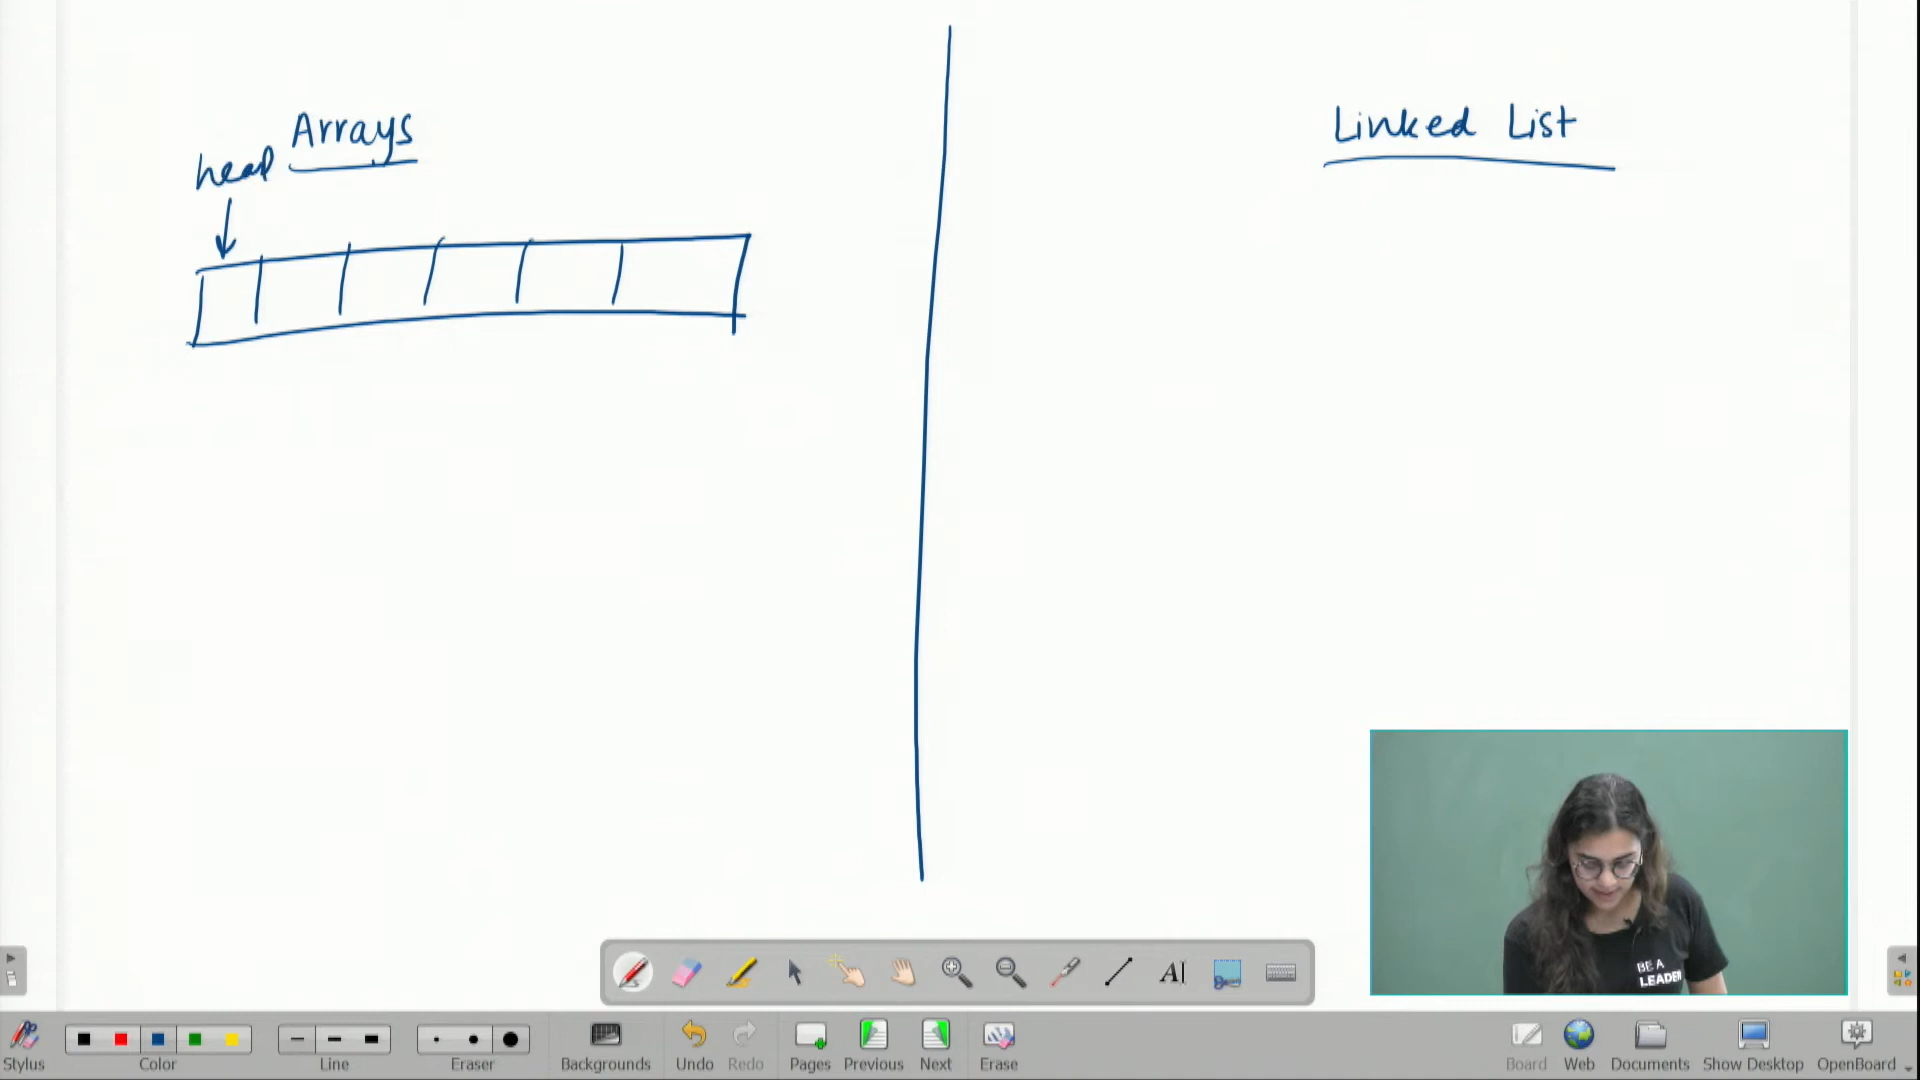 Arrays
head
Linked List
BE A
LEADER
Stylus
Color
Line
Eraser
Backgrounds
Undo
Redo
Pages
Previous
Next
Erase
Board
Web
Documents
Show Desktop
OpenBoard